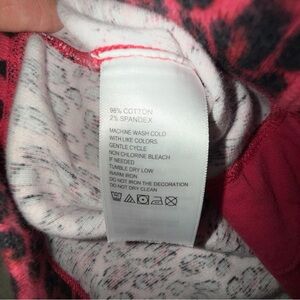 98% COTTON
2% SPANDEX
MACHINE WASH COLD
WITH LIKE COLORS
GENTLE CYCLE
NON CHLORINE BLEACH
IF NEEDED
TUMBLE DRY LOW
WARM IRON
DO NOT IRON THE DECORATION
DO NOT DRY CLEAN